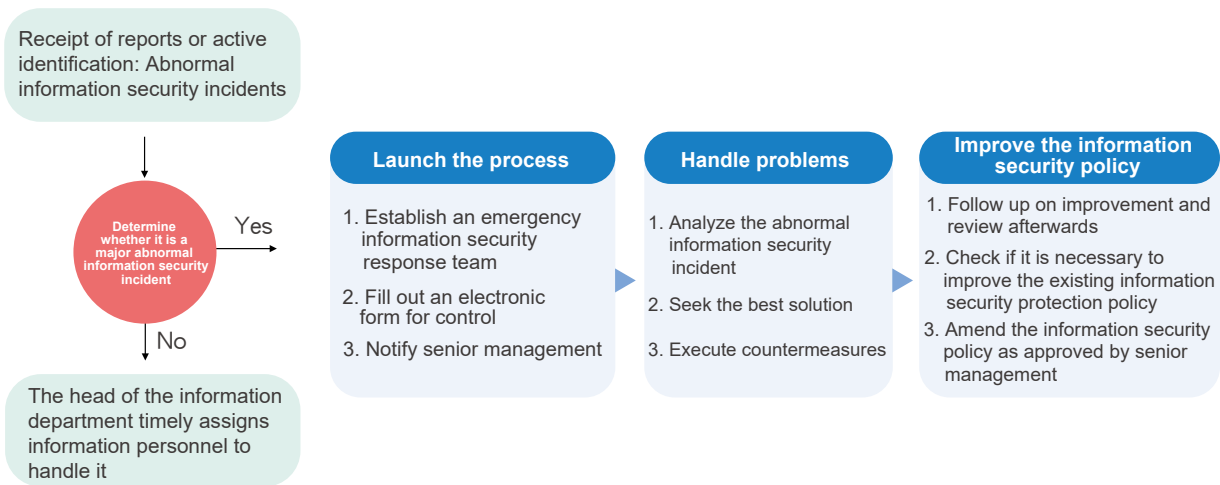 Receipt of reports or active
identification: Abnormal
information security incidents
Determine
whether it is a
major abnormal
information security
incident
Yes
No
The head of the information
department timely assigns
information personnel to
handle it
Launch the process
1. Establish an emergency
information security
response team
2. Fill out an electronic
form for control
3. Notify senior management
Handle problems
1. Analyze the abnormal
information security
incident
2. Seek the best solution
3. Execute countermeasures
Improve the information
security policy
1. Follow up on improvement and
review afterwards
2. Check if it is necessary to
improve the existing information
security protection policy
3. Amend the information security
policy as approved by senior
management